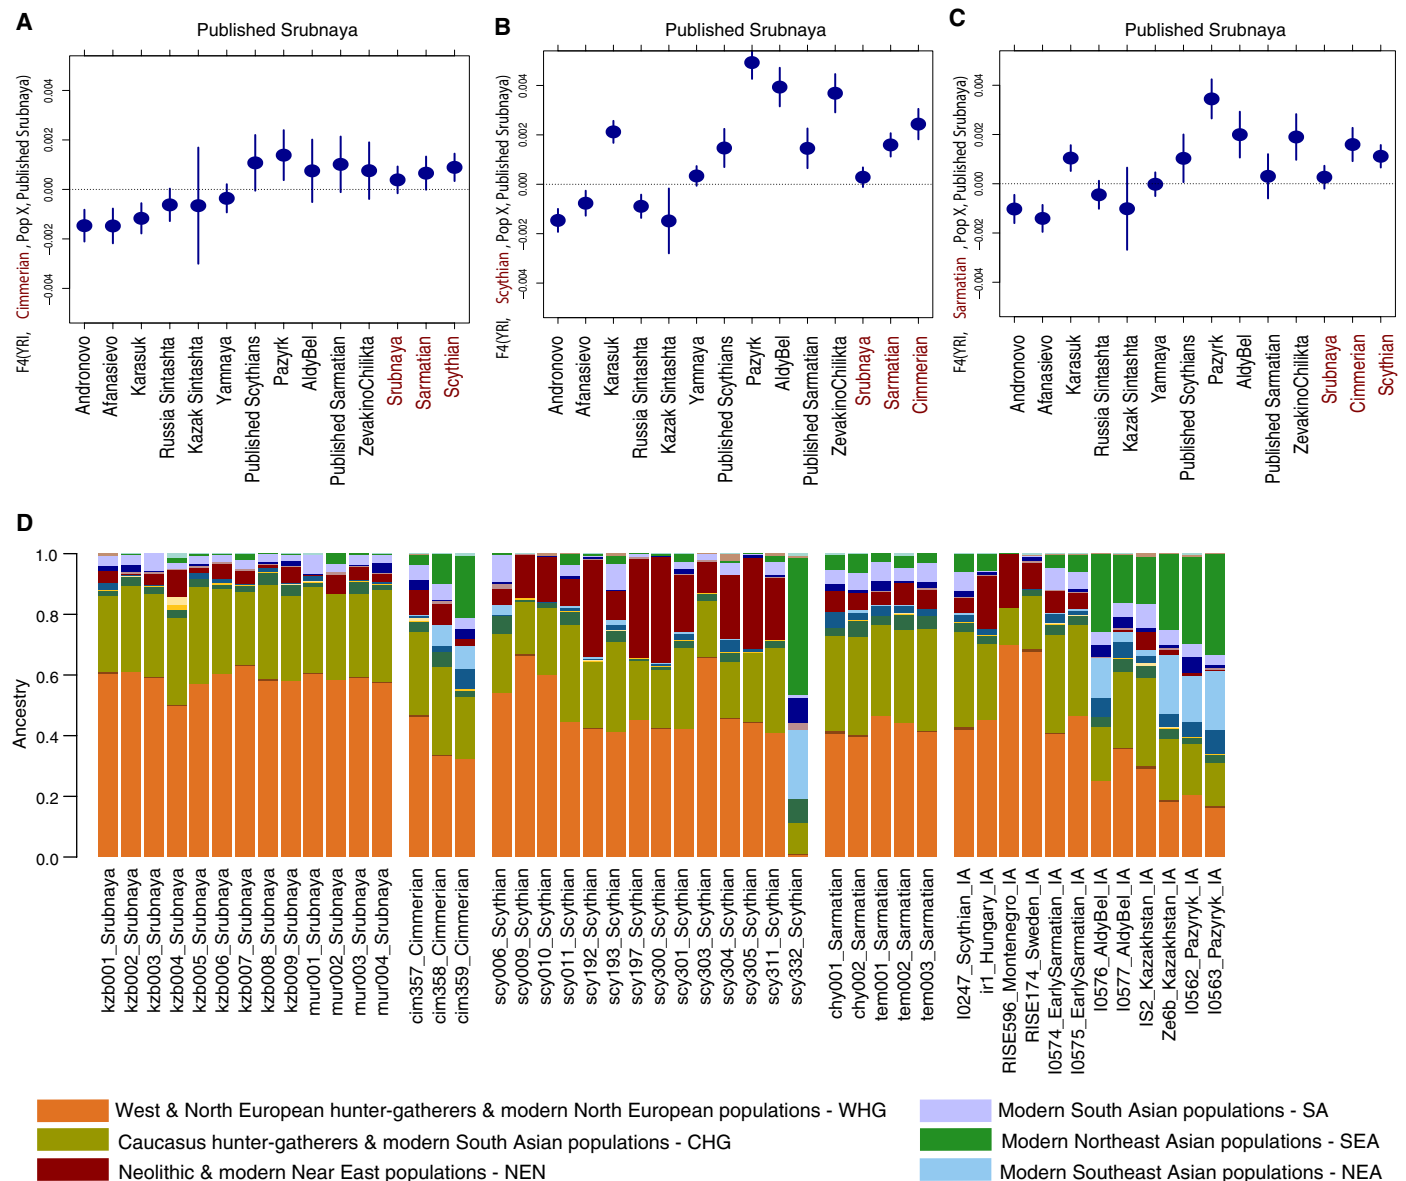 A
Published Srubnaya
F4(YRI, Cimmerian , Pop X, Published Srubnaya)
0.004
0.002
0.000
−0.002
−0.004
Andronovo
Afanasievo
Karasuk
Russia Sintashta
Kazak Sintashta
Yamnaya
Published Scythians
Pazyrk
AldyBel
Published Sarmatian
ZevakinoChilikta
Srubnaya
Sarmatian
Scythian
B
Published Srubnaya
F4(YRI, Scythian , Pop X, Published Srubnaya)
0.004
0.002
0.000
−0.002
−0.004
Andronovo
Afanasievo
Karasuk
Russia Sintashta
Kazak Sintashta
Yamnaya
Published Scythians
Pazyrk
AldyBel
Published Sarmatian
ZevakinoChilikta
Srubnaya
Sarmatian
Cimmerian
C
Published Srubnaya
F4(YRI, Sarmatian , Pop X, Published Srubnaya)
0.004
0.002
0.000
−0.002
−0.004
Andronovo
Afanasievo
Karasuk
Russia Sintashta
Kazak Sintashta
Yamnaya
Published Scythians
Pazyrk
AldyBel
Published Sarmatian
ZevakinoChilikta
Srubnaya
Cimmerian
Scythian
D
Ancestry
1.0
0.8
0.6
0.4
0.2
0.0
kzb001_Srubnaya
kzb002_Srubnaya
kzb003_Srubnaya
kzb004_Srubnaya
kzb005_Srubnaya
kzb006_Srubnaya
kzb007_Srubnaya
kzb008_Srubnaya
kzb009_Srubnaya
mur001_Srubnaya
mur002_Srubnaya
mur003_Srubnaya
mur004_Srubnaya
cim357_Cimmerian
cim358_Cimmerian
cim359_Cimmerian
scy006_Scythian
scy009_Scythian
scy010_Scythian
scy011_Scythian
scy192_Scythian
scy193_Scythian
scy197_Scythian
scy300_Scythian
scy301_Scythian
scy303_Scythian
scy304_Scythian
scy305_Scythian
scy311_Scythian
scy332_Scythian
chy001_Sarmatian
chy002_Sarmatian
tem001_Sarmatian
tem002_Sarmatian
tem003_Sarmatian
I0247_Scythian_IA
ir1_Hungary_IA
RISE596_Montenegro_IA
RISE174_Sweden_IA
I0574_EarlySarmatian_IA
I0575_EarlySarmatian_IA
I0576_AldyBel_IA
I0577_AldyBel_IA
IS2_Kazakhstan_IA
Ze6b_Kazakhstan_IA
I0562_Pazyryk_IA
I0563_Pazyryk_IA
West & North European hunter-gatherers & modern North European populations - WHG
Caucasus hunter-gatherers & modern South Asian populations - CHG
Neolithic & modern Near East populations - NEN
Modern South Asian populations - SA
Modern Northeast Asian populations - SEA
Modern Southeast Asian populations - NEA